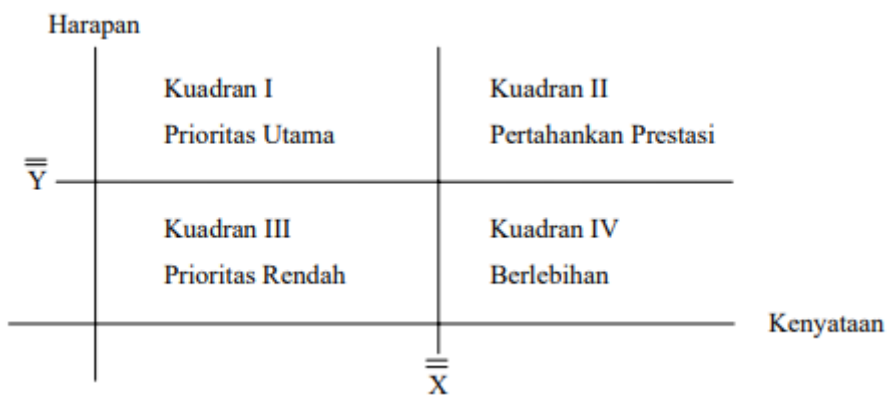 Harapan
Kuadran I
Prioritas Utama
Kuadran II
Pertahankan Prestasi
Y
Kuadran III
Prioritas Rendah
Kuadran IV
Berlebihan
Kenyataan
X